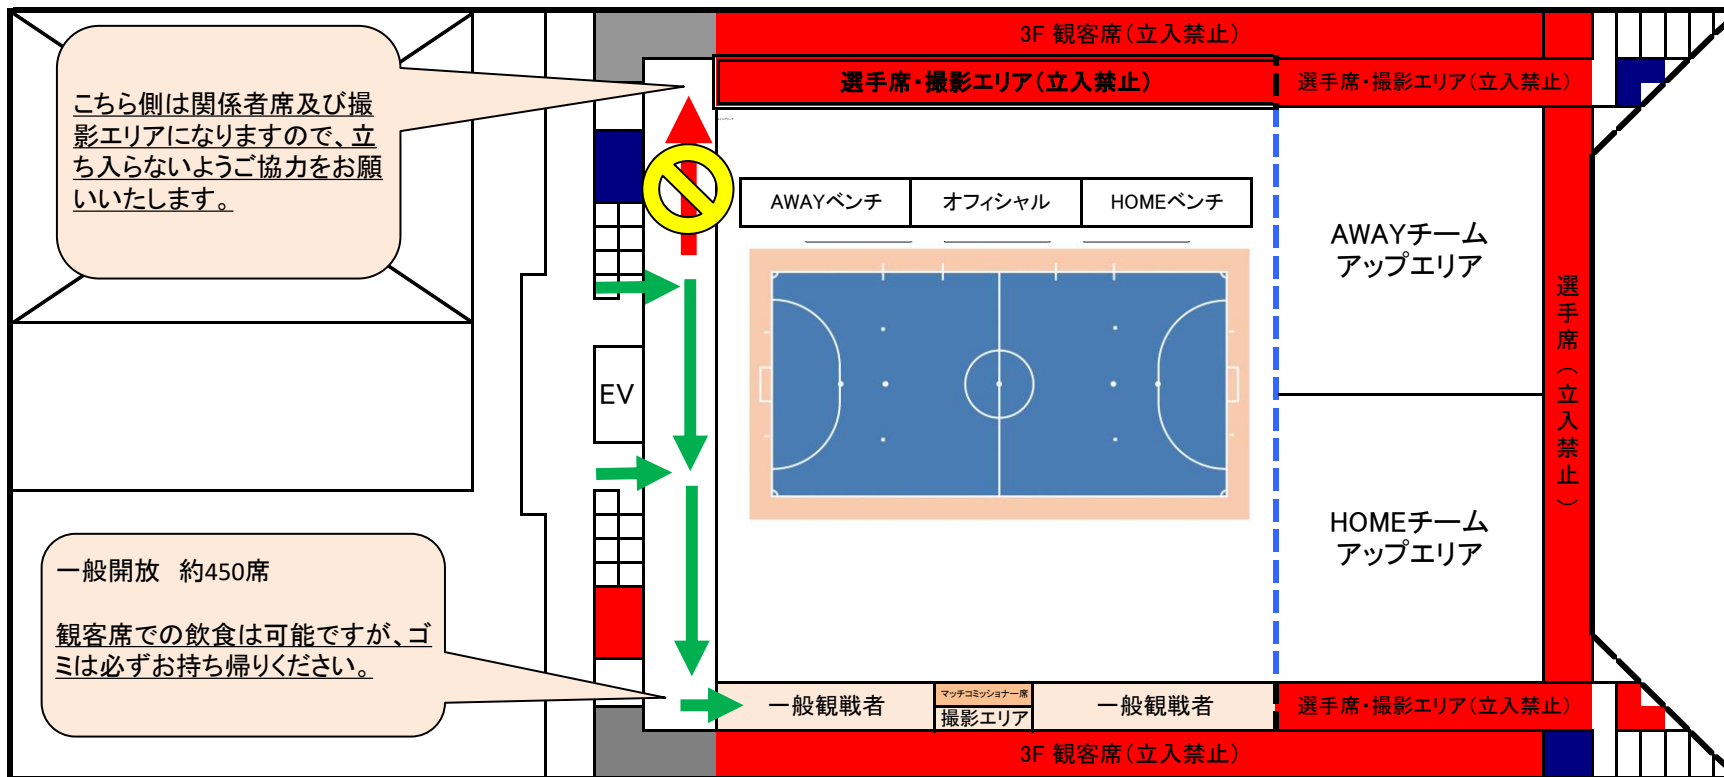 3F 観客席（立入禁止）
選手席・撮影エリア（立入禁止）
選手席・撮影エリア（立入禁止）
こちら側は関係者席及び撮
影エリアになりますので、立
ち入らないようご協力をお願
いいたします。
AWAYベンチ
オフィシャル
HOMEベンチ
AWAYチーム
アップエリア
選手席（立入禁止）
EV
HOMEチーム
アップエリア
一般開放　約450席
観客席での飲食は可能ですが、ゴ
ミは必ずお持ち帰りください。
一般観戦者
マッチコミッショナー席
撮影エリア
一般観戦者
選手席・撮影エリア（立入禁止）
3F 観客席（立入禁止）